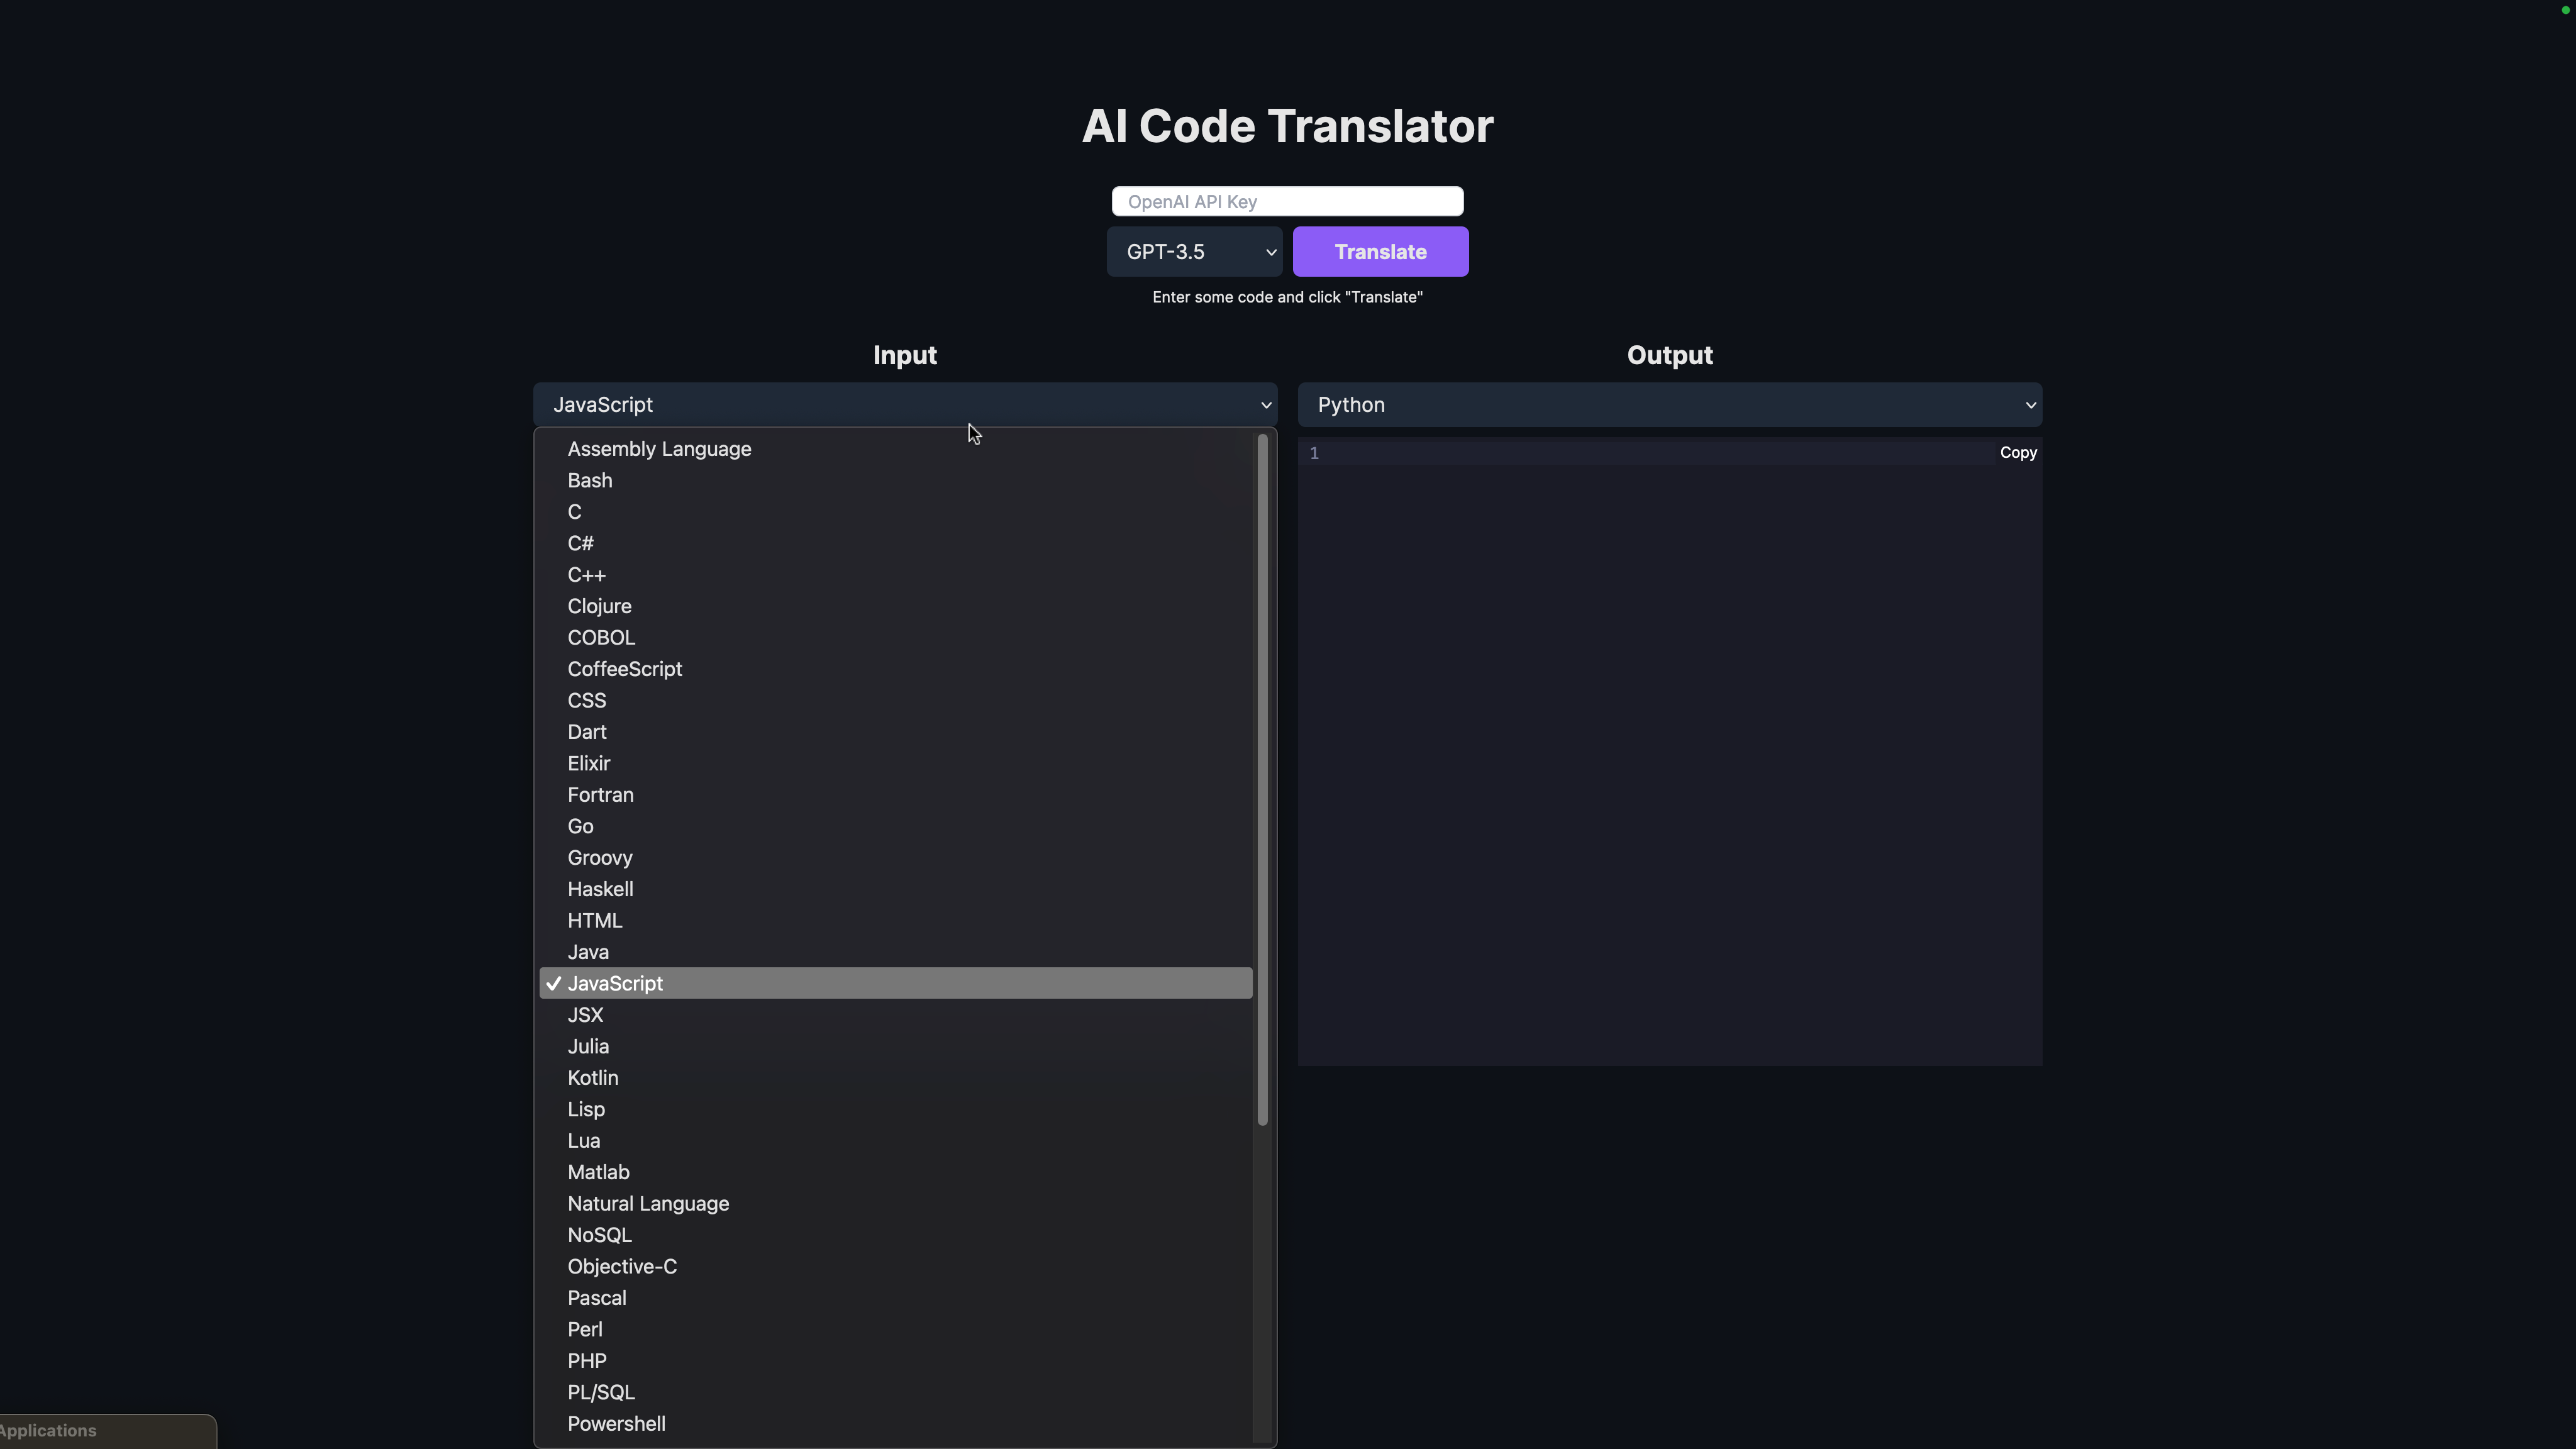 AI Code Translator
OpenAI API Key
GPT-3.5
Translate
Enter some code and click "Translate"
Input
Output
JavaScript
Python
1
Copy
Assembly Language
Bash
C
C#
C++
Clojure
COBOL
CoffeeScript
CSS
Dart
Elixir
Fortran
Go
Groovy
Haskell
HTML
Java
✓ JavaScript
JSX
Julia
Kotlin
Lisp
Lua
Matlab
Natural Language
NoSQL
Objective-C
Pascal
Perl
PHP
PL/SQL
Powershell
Applications